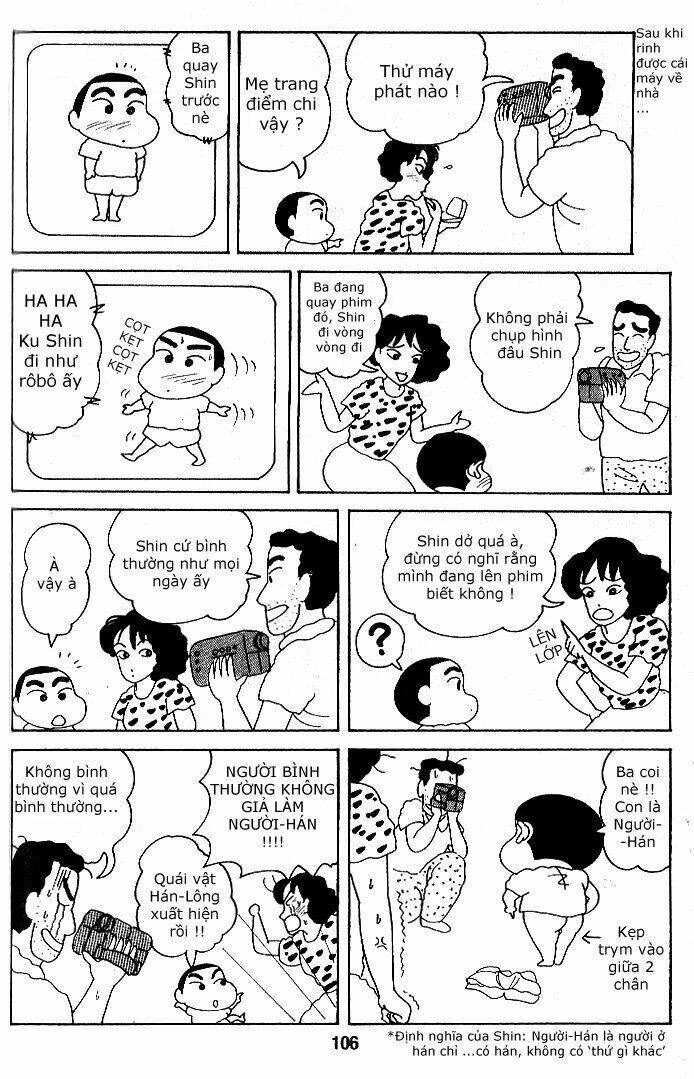 Ba
quay
Shin
trước
nè
Mẹ trang
điểm chi
vậy ?
Thử máy
phát nào !
Sau khi
rinh
được cái
máy về
nhà
...
HA HA
HA
Ku Shin
đi như
rôbô ấy
CỌT
KẸT
CỌT
KẸT
Ba đang
quay phim
đó, Shin
đi vòng
vòng đi
Không phải
chụp hình
đâu Shin
À
vậy à
Shin cứ bình
thường như mọi
ngày ấy
Shin dở quá à,
đừng có nghĩ rằng
mình đang lên phim
biết không !
?
LÊN
LỚP
Không bình
thường vì quá
bình thường...
NGƯỜI BÌNH
THƯỜNG KHÔNG
GIẢ LÀM
NGƯỜI-HÁN
!!!!
Quái vật
Hán-Lông
xuất hiện
rồi !!
Ba coi
nè !!
Con là
Người-
-Hán
Kẹp
trym vào
giữa 2
chân
106
*Định nghĩa của Shin: Người-Hán là người ở
hán chỉ ...có hán, không có ‘thứ gì khác’